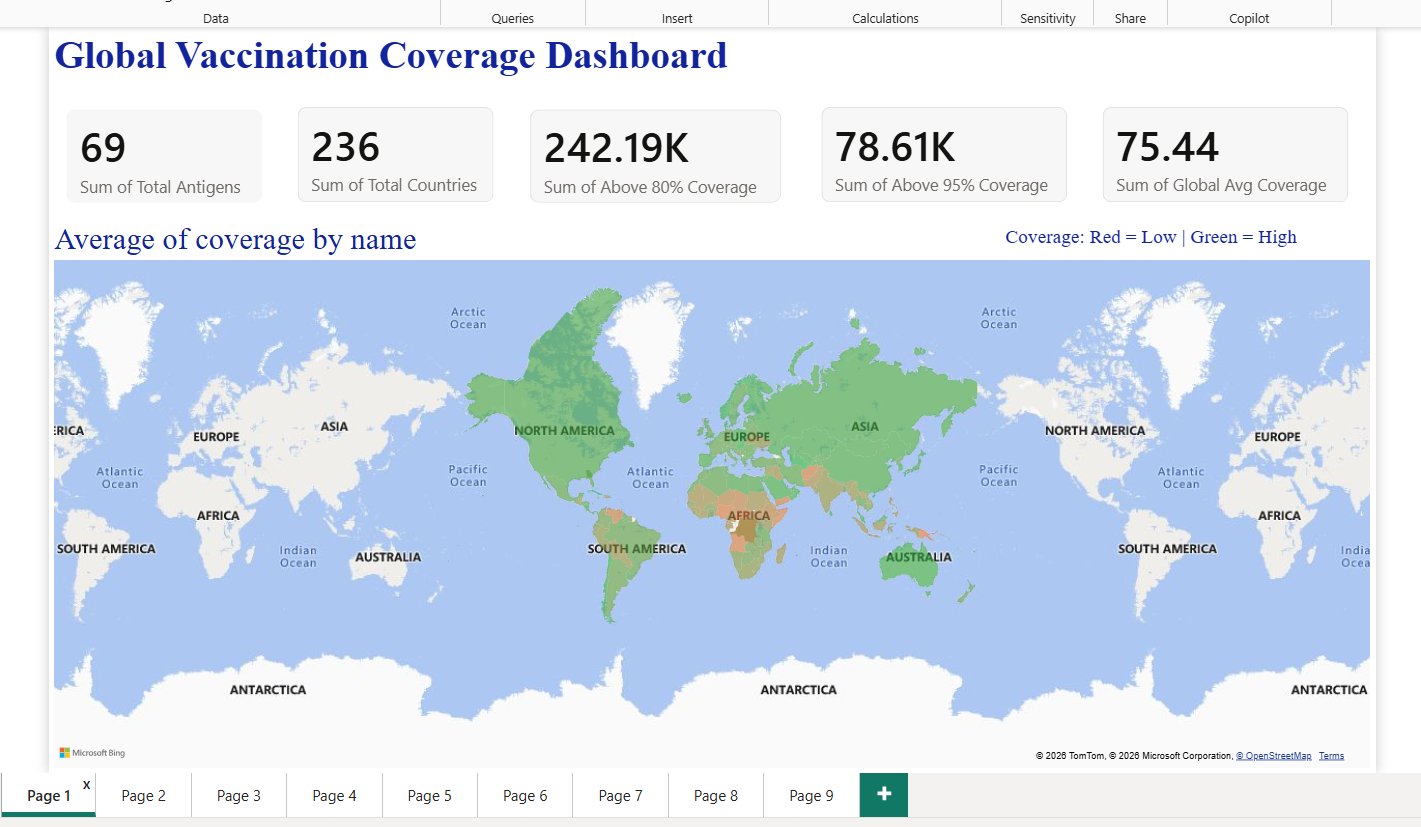 Data Queries Insert Calculations Sensitivity Share Copilot
Global Vaccination Coverage Dashboard
69
Sum of Total Antigens
236
Sum of Total Countries
242.19K
Sum of Above 80% Coverage
78.61K
Sum of Above 95% Coverage
75.44
Sum of Global Avg Coverage
Average of coverage by name
Coverage: Red = Low | Green = High
Arctic
Ocean
Arctic
Ocean
RICA
EUROPE
ASIA
NORTH AMERICA
EUROPE
ASIA
NORTH AMERICA
EUROPE
Atlantic
Ocean
Pacific
Ocean
Atlantic
Ocean
Pacific
Ocean
Atlantic
Ocean
AFRICA
AFRICA
AFRICA
SOUTH AMERICA
Indian
Ocean
AUSTRALIA
SOUTH AMERICA
Indian
Ocean
AUSTRALIA
SOUTH AMERICA
India
Ocea
ANTARCTICA
ANTARCTICA
ANTARCTICA
Microsoft Bing
© 2026 TomTom, © 2026 Microsoft Corporation, © OpenStreetMap Terms
Page 1 x
Page 2
Page 3
Page 4
Page 5
Page 6
Page 7
Page 8
Page 9
+